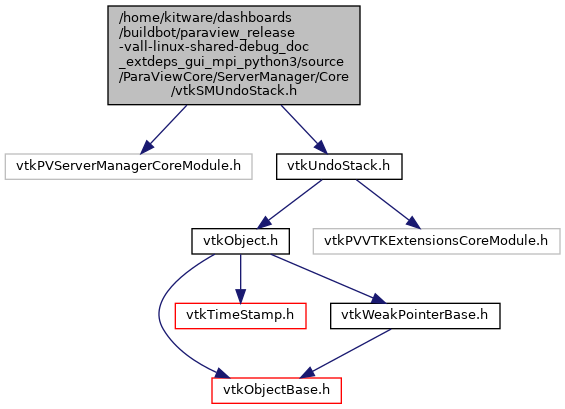 /home/kitware/dashboards
/buildbot/paraview_release
-vall-linux-shared-debug_doc
_extdeps_gui_mpi_python3/source
/ParaViewCore/ServerManager/Core
/vtkSMUndoStack.h
vtkPVServerManagerCoreModule.h
vtkUndoStack.h
vtkObject.h
vtkPVVTKExtensionsCoreModule.h
vtkTimeStamp.h
vtkWeakPointerBase.h
vtkObjectBase.h